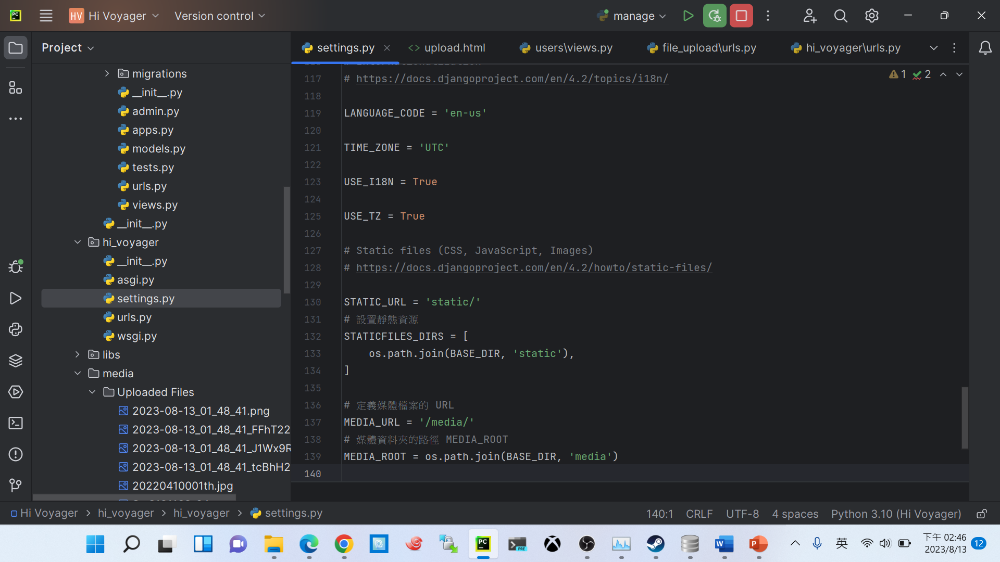 PC
HV Hi Voyager
Version control
manage
Project
settings.py
upload.html
users\views.py
file_upload\urls.py
hi_voyager\urls.py
migrations
__init__.py
admin.py
apps.py
models.py
tests.py
urls.py
views.py
__init__.py
hi_voyager
__init__.py
asgi.py
settings.py
urls.py
wsgi.py
libs
media
Uploaded Files
2023-08-13_01_48_41.png
2023-08-13_01_48_41_FFhT22
2023-08-13_01_48_41_J1Wx9R
2023-08-13_01_48_41_tcBhH2
20220410001th.jpg
1 2
117 # https://docs.djangoproject.com/en/4.2/topics/i18n/
118
119 LANGUAGE_CODE = 'en-us'
120
121 TIME_ZONE = 'UTC'
122
123 USE_I18N = True
124
125 USE_TZ = True
126
127 # Static files (CSS, JavaScript, Images)
128 # https://docs.djangoproject.com/en/4.2/howto/static-files/
129
130 STATIC_URL = 'static/'
131 # 設置靜態資源
132 STATICFILES_DIRS = [
133 os.path.join(BASE_DIR, 'static'),
134 ]
135
136 # 定義媒體檔案的 URL
137 MEDIA_URL = '/media/'
138 # 媒體資料夾的路徑 MEDIA_ROOT
139 MEDIA_ROOT = os.path.join(BASE_DIR, 'media')
140
Hi Voyager > hi_voyager > hi_voyager > settings.py
140:1 CRLF UTF-8 4 spaces Python 3.10 (Hi Voyager)
PC
PRE
W
P
英
下午 02:46
2023/8/13
12